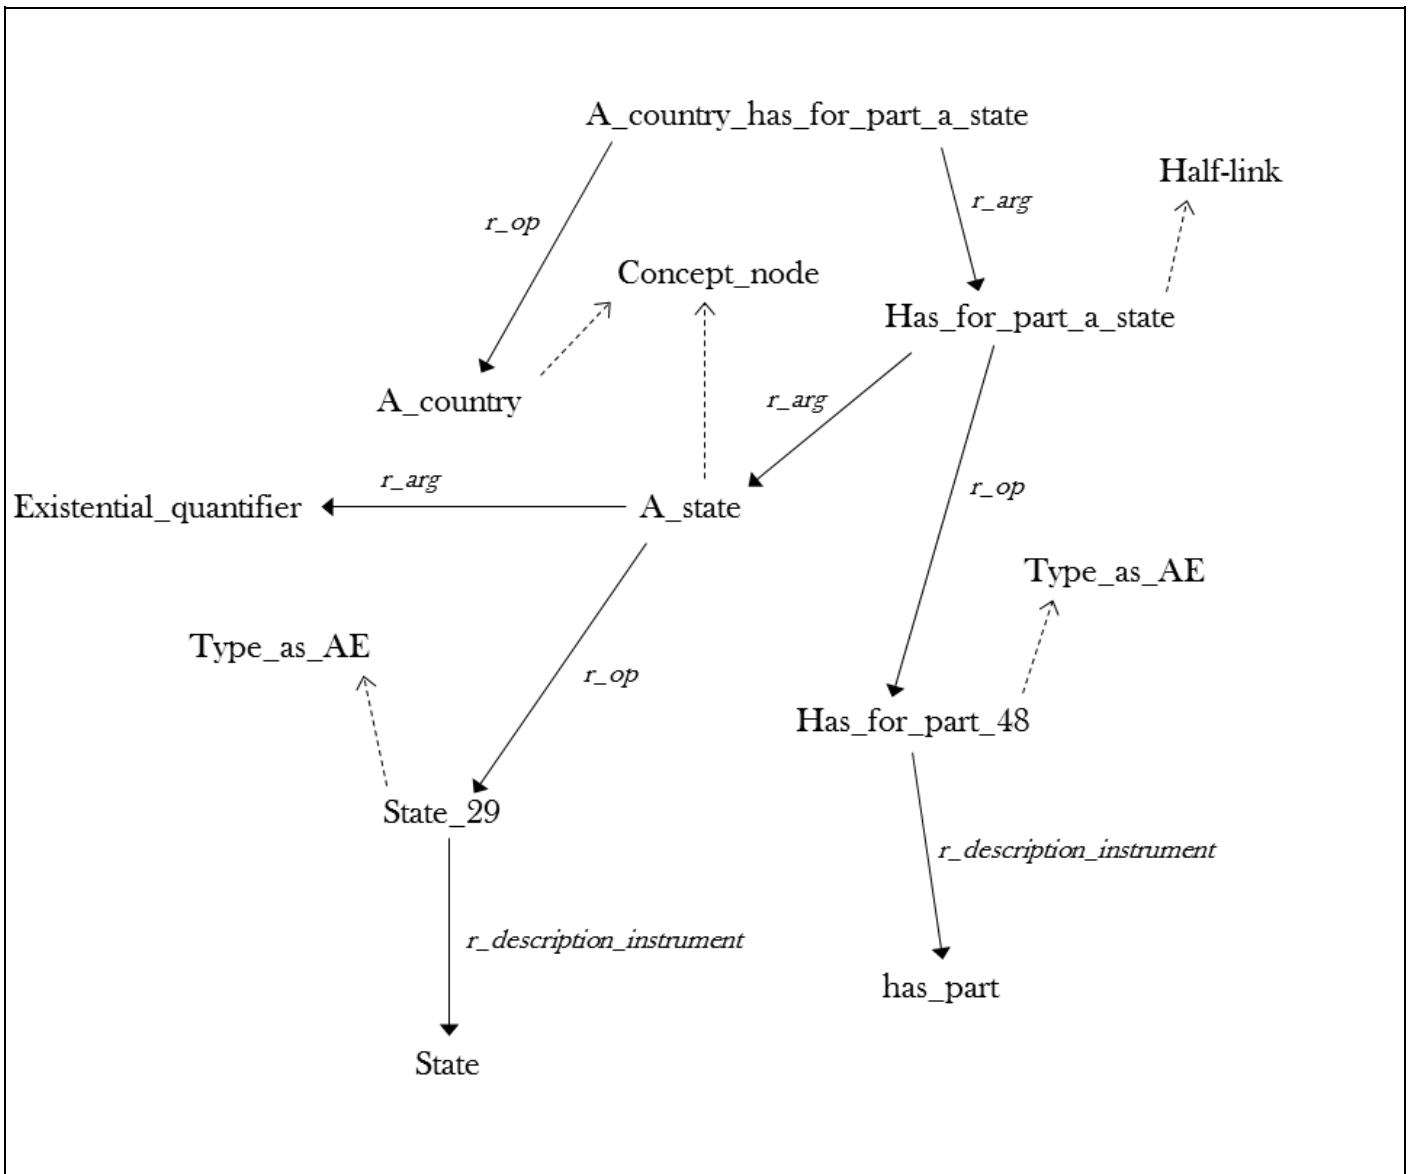 A_country_has_for_part_a_state
Half-link
r_arg
r_op
Concept_node
Has_for_part_a_state
A_country
r_arg
r_arg
Existential_quantifier
A_state
r_op
Type_as_AE
Type_as_AE
r_op
Has_for_part_48
State_29
r_description_instrument
r_description_instrument
has_part
State